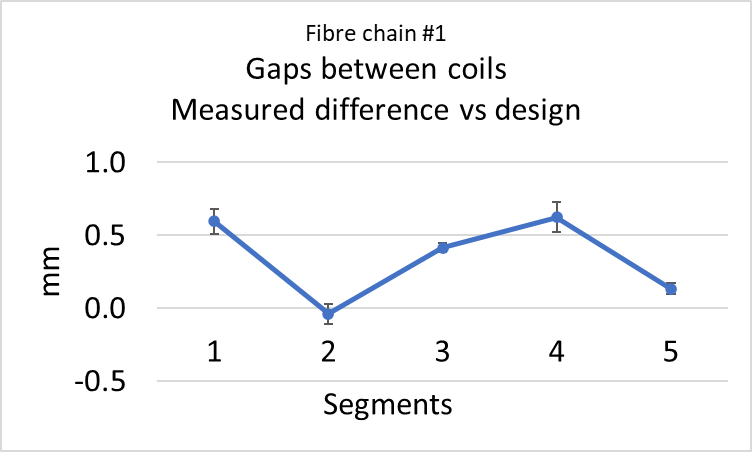 Fibre chain #1
Gaps between coils
Measured difference vs design
1.0
0.5
0.0
-0.5
mm
1 2 3 4 5
Segments